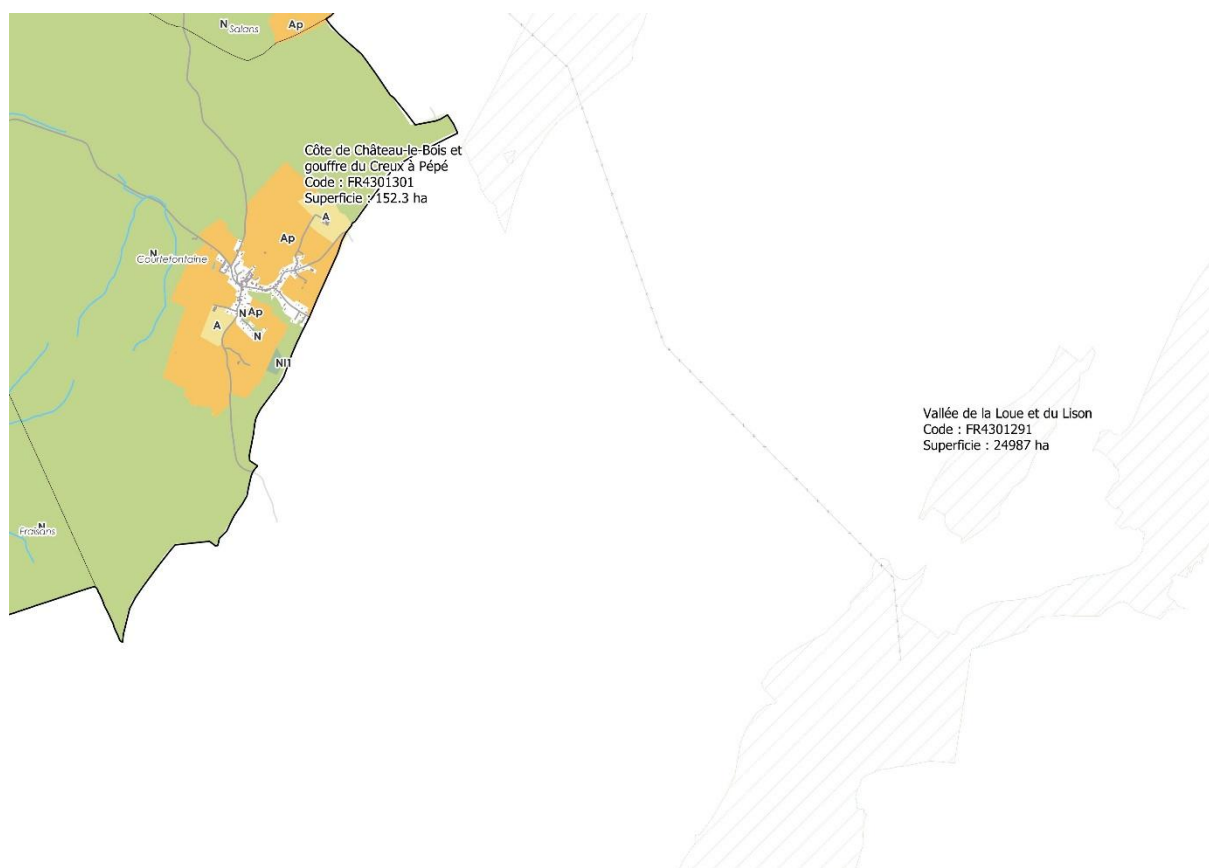 N
Salans
Ap
Côte de Château-le-Bois et
gouffre du Creux à Pépé
Code : FR4301301
Superficie : 152.3 ha
A
Ap
N
Courtefontaine
N Ap
A
N
Nl1
Vallée de la Loue et du Lison
Code : FR4301291
Superficie : 24987 ha
N
Fraisans